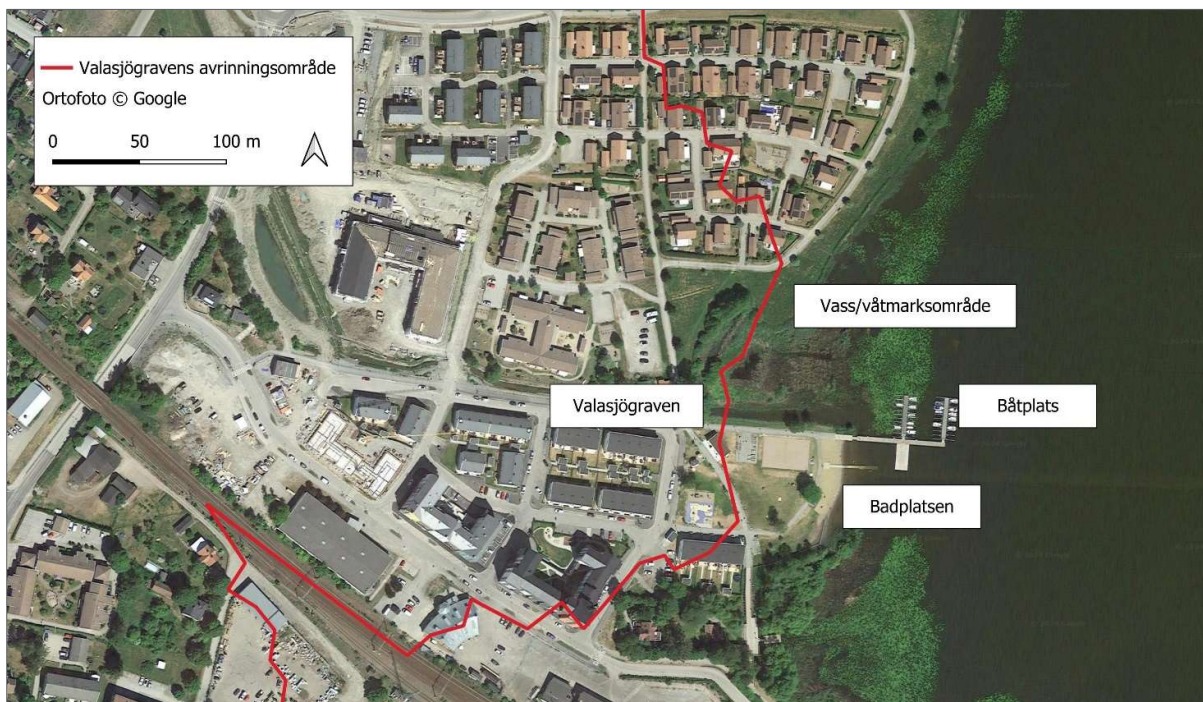 Valasjögravens avrinningsområde
Ortofoto © Google
0 50 100 m
Vass/våtmarksområde
Valasjögraven
Båtplats
Badplatsen